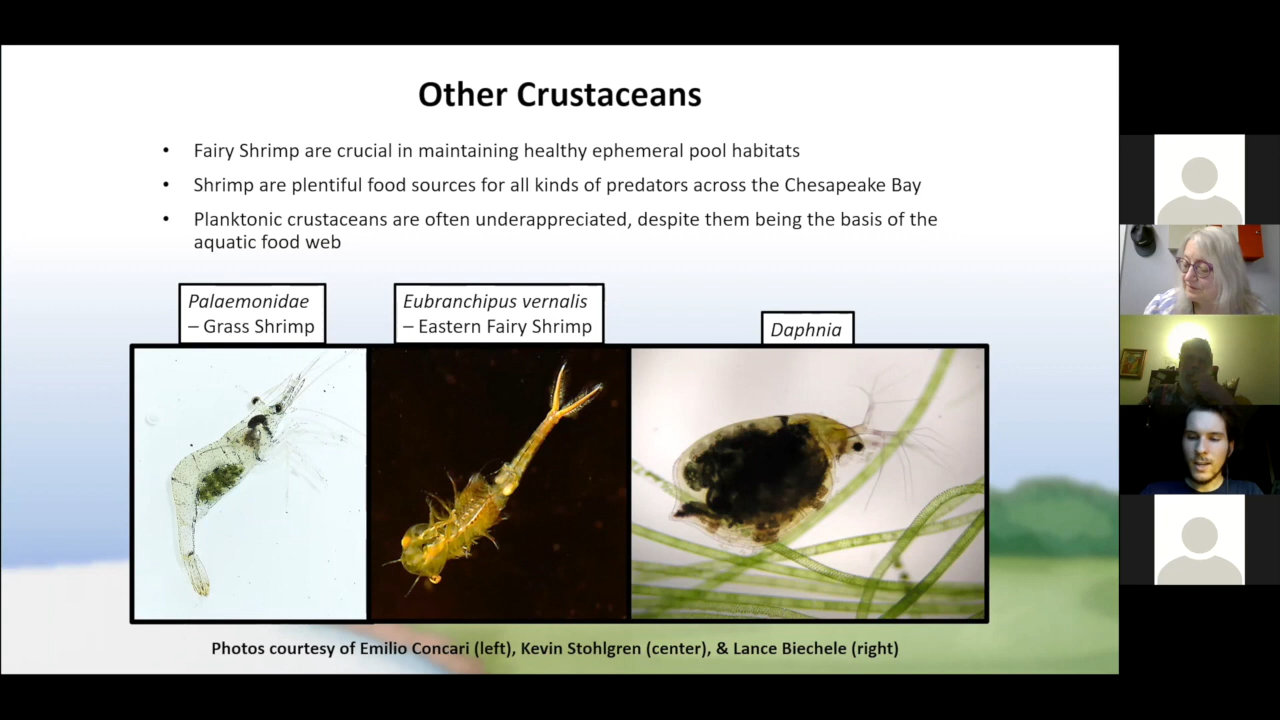 Other Crustaceans
• Fairy Shrimp are crucial in maintaining healthy ephemeral pool habitats
• Shrimp are plentiful food sources for all kinds of predators across the Chesapeake Bay
• Planktonic crustaceans are often underappreciated, despite them being the basis of the
aquatic food web
Palaemonidae
– Grass Shrimp
Eubranchipus vernalis
– Eastern Fairy Shrimp
Daphnia
Photos courtesy of Emilio Concari (left), Kevin Stohlgren (center), & Lance Biechele (right)